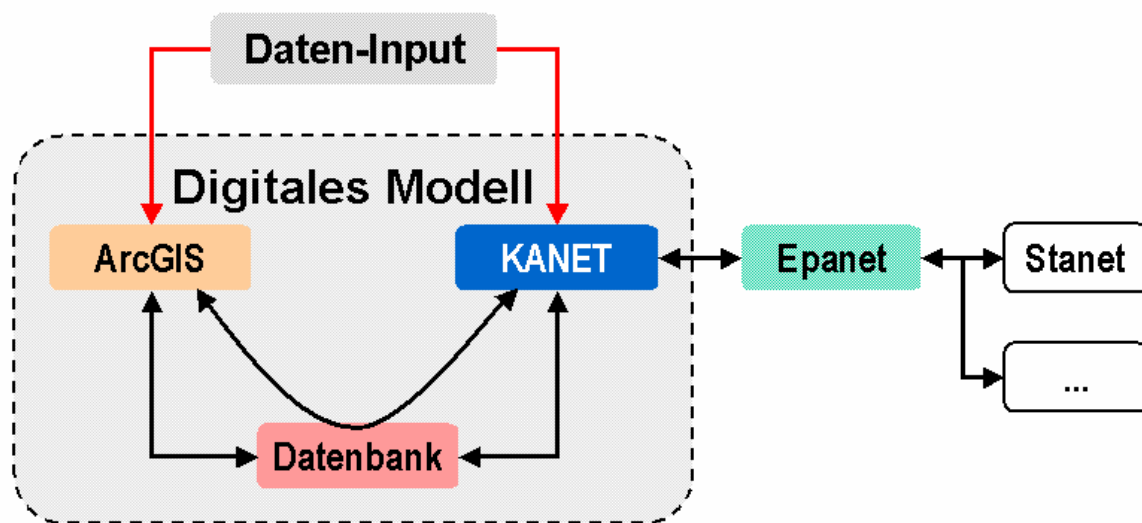 Daten-Input
Digitales Modell
ArcGIS
KANET
Epanet
Stanet
...
Datenbank